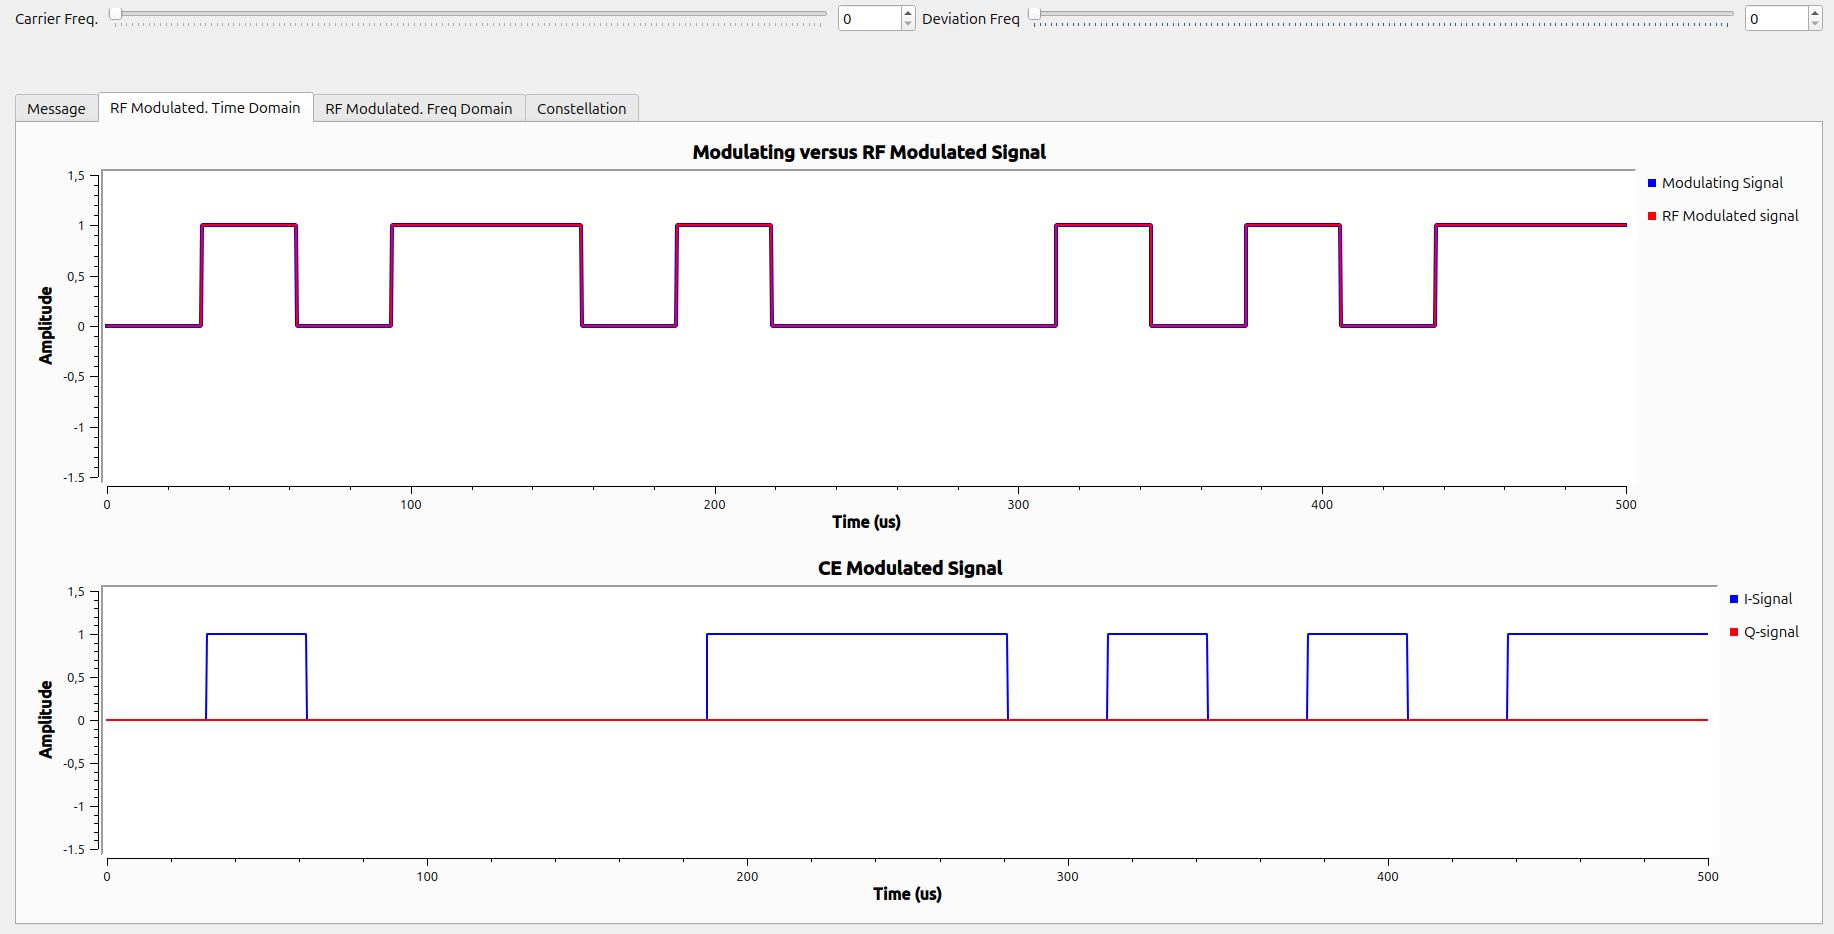 Carrier Freq. 0 Deviation Freq 0
Message RF Modulated. Time Domain RF Modulated. Freq Domain Constellation
Modulating versus RF Modulated Signal
1,5
1
0,5
0
-0,5
-1
-1.5
Amplitude
0 100 200 300 400 500
Time (us)
Modulating Signal
RF Modulated signal
CE Modulated Signal
1,5
1
0,5
0
-0,5
-1
-1.5
Amplitude
0 100 200 300 400 500
Time (us)
I-Signal
Q-signal